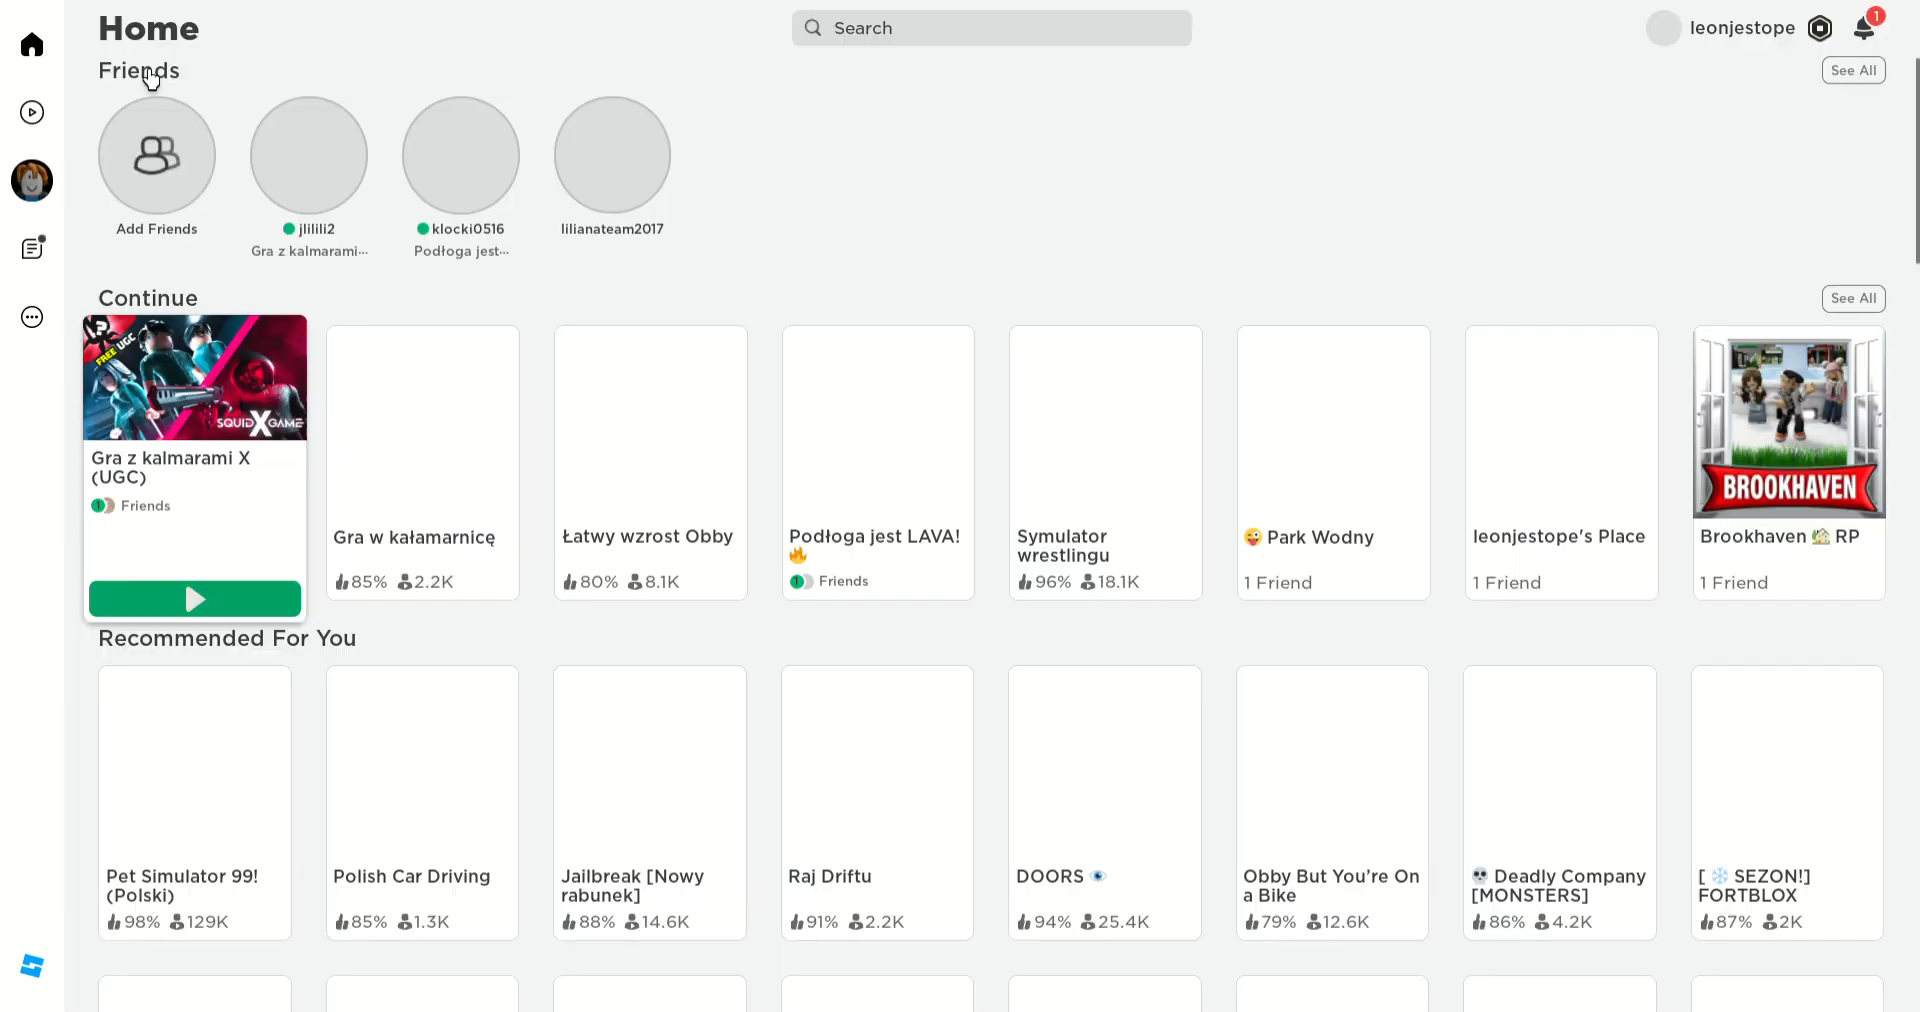 Home
Search
leonjestope
1
Friends
See All
Add Friends
jlilili2
klocki0516
lilianateam2017
Gra z kalmarami...
Podłoga jest...
Continue
See All
FREE UGC
SQUID X GAME
Gra z kalmarami X
(UGC)
1 Friends
Gra w kałamarnicę
85% 2.2K
Łatwy wzrost Obby
80% 8.1K
Podłoga jest LAVA!
🔥
1 Friends
Symulator
wrestlingu
96% 18.1K
😜 Park Wodny
1 Friend
leonjestope's Place
1 Friend
BROOKHAVEN
Brookhaven 🏡 RP
1 Friend
Recommended For You
Pet Simulator 99!
(Polski)
98% 129K
Polish Car Driving
85% 1.3K
Jailbreak [Nowy
rabunek]
88% 14.6K
Raj Driftu
91% 2.2K
DOORS 👁️
94% 25.4K
Obby But You’re On
a Bike
79% 12.6K
💀 Deadly Company
[MONSTERS]
86% 4.2K
[ ❄️ SEZON!]
FORTBLOX
87% 2K